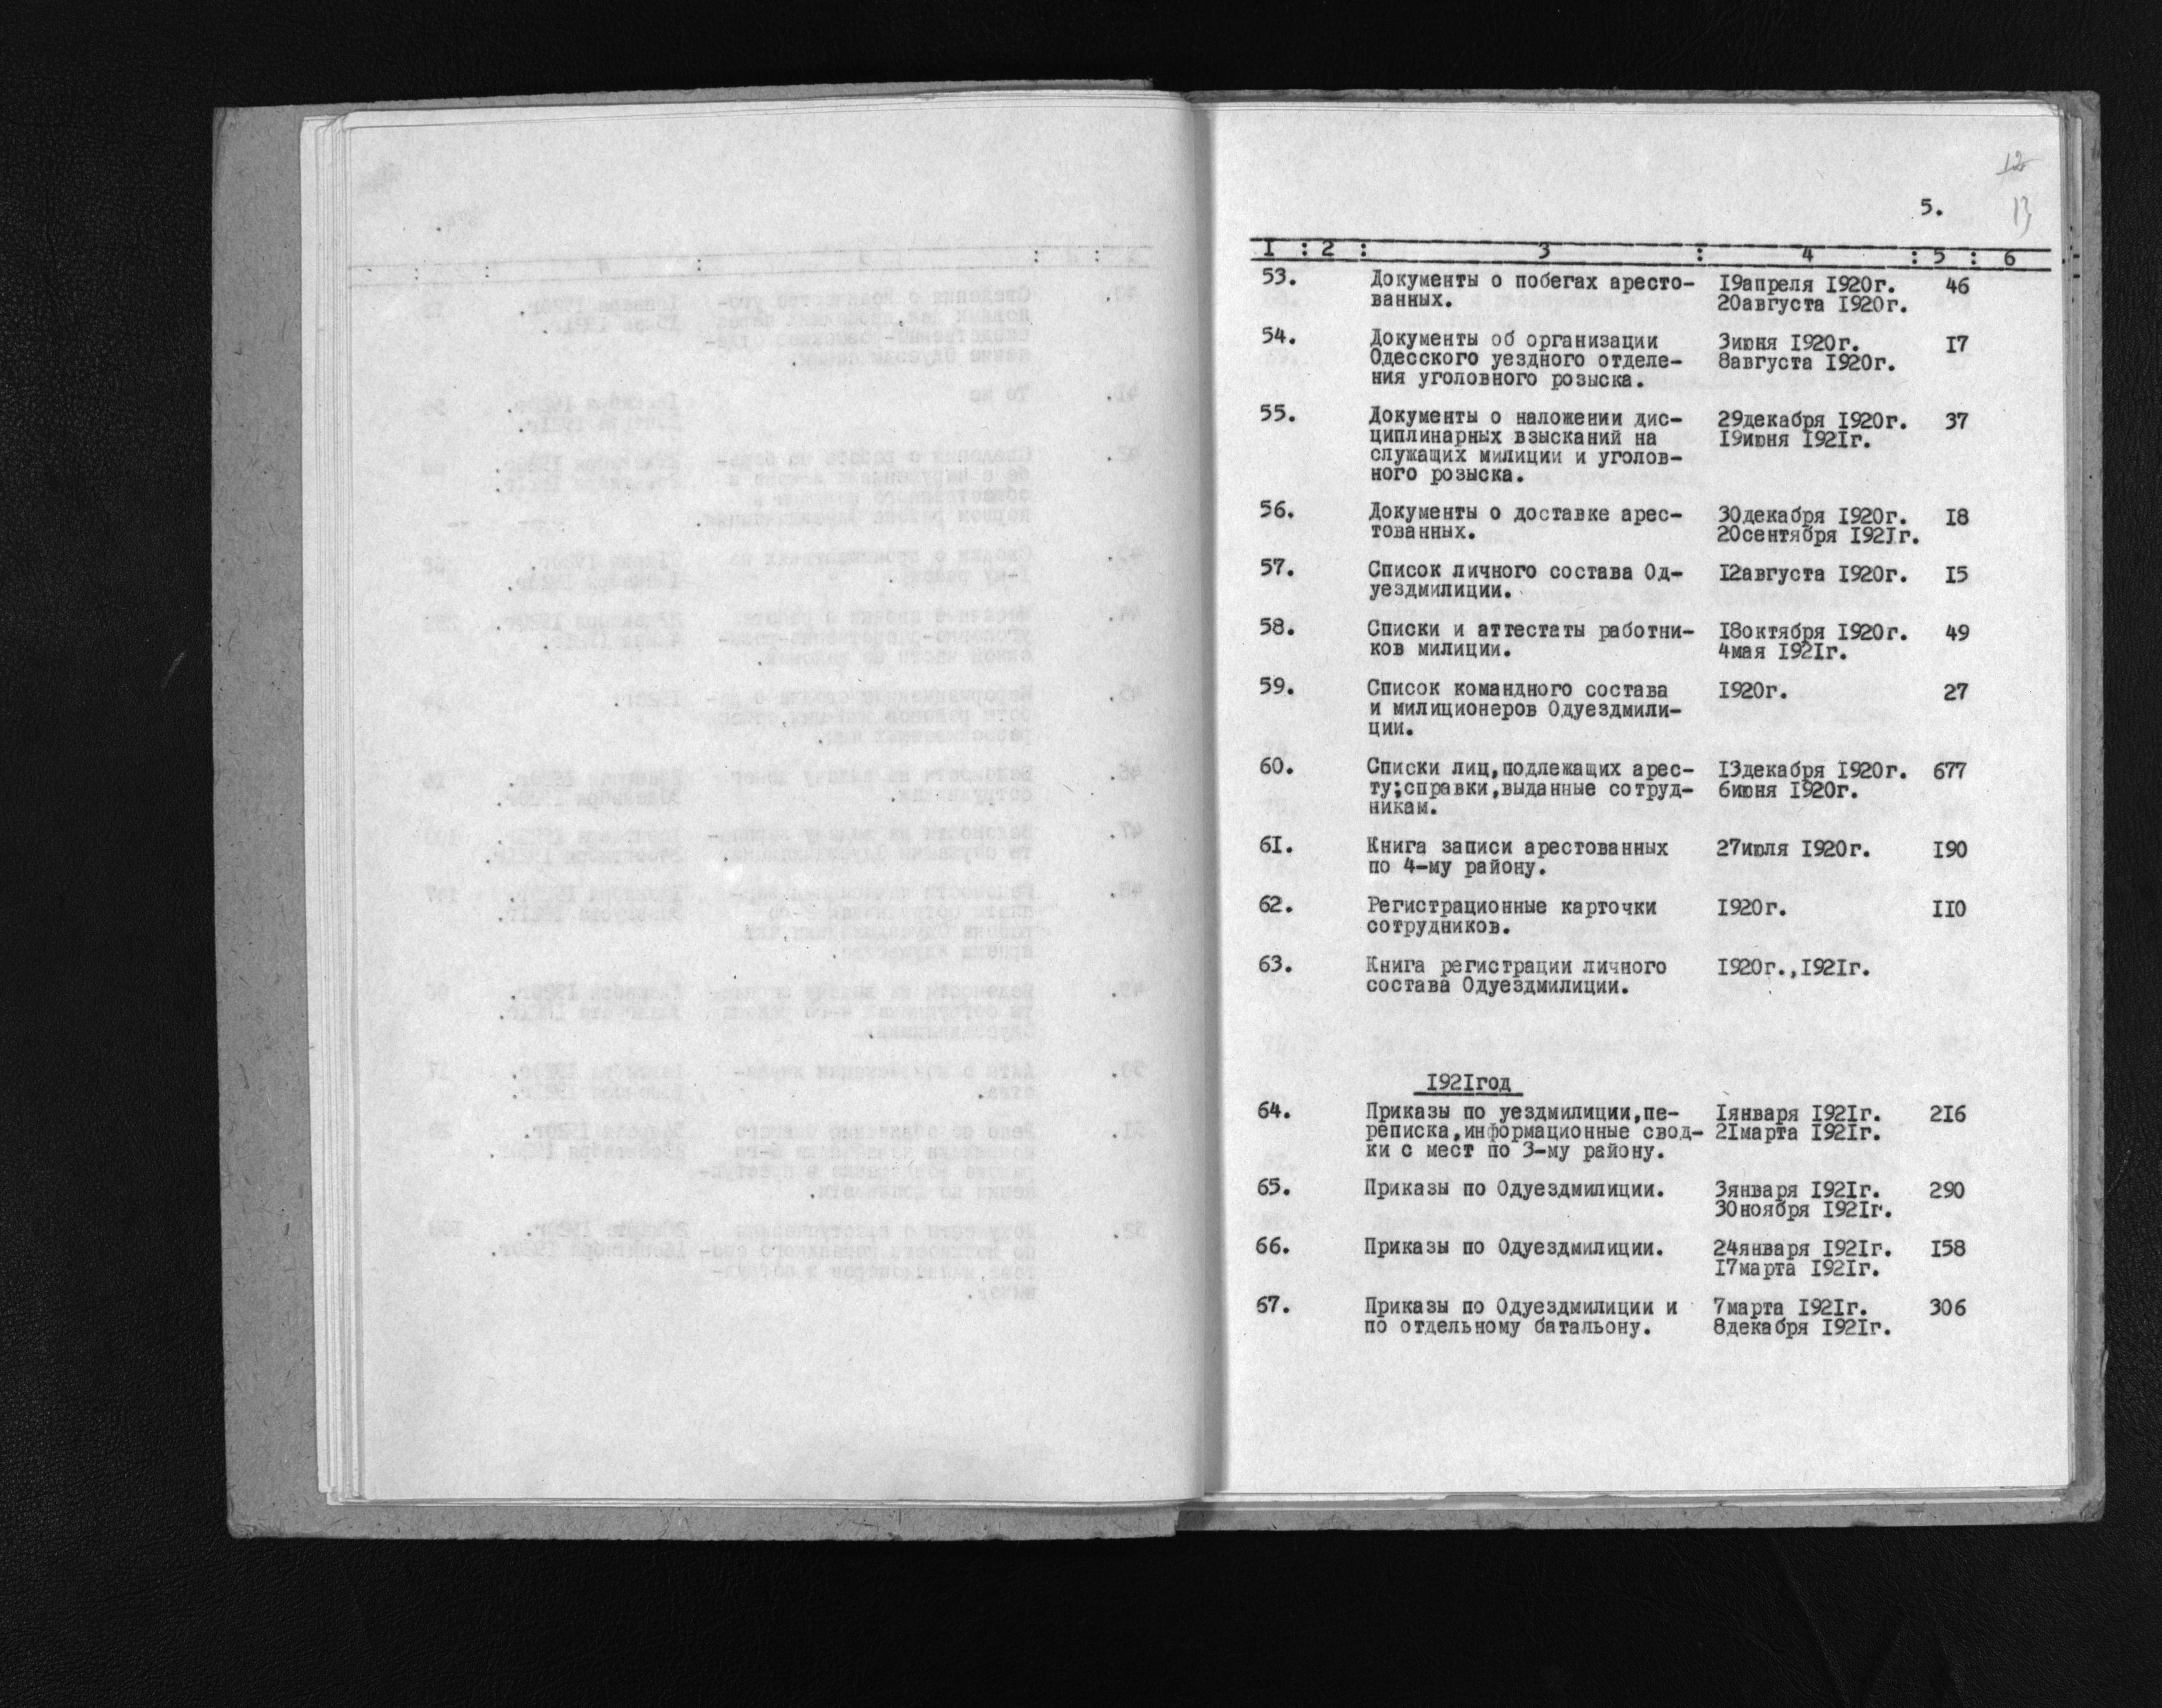 12
5.
13
I : 2 : 3 : 4 : 5 : 6
53. Документы о побегах аресто- 19апреля 1920г. 46
ванных. 20августа 1920г.
54. Документы об организации 3июня 1920г. 17
Одесского уездного отделе- 8августа 1920г.
ния уголовного розыска.
55. Документы о наложении дис- 29декабря 1920г. 37
циплинарных взысканий на 19июня 1921г.
служащих милиции и уголов-
ного розыска.
56. Документы о доставке арес- 30декабря 1920г. 18
тованных. 20сентября 1921г.
57. Список личного состава Од- 12августа 1920г. 15
уездмилиции.
58. Списки и аттестаты работни- 18октября 1920г. 49
ков милиции. 4мая 1921г.
59. Список командного состава 1920г. 27
и милиционеров Одуездмили-
ции.
60. Списки лиц,подлежащих арес- 13декабря 1920г. 677
ту;справки,выданные сотруд- 6июня 1920г.
никам.
61. Книга записи арестованных 27июля 1920г. 190
по 4-му району.
62. Регистрационные карточки 1920г. 110
сотрудников.
63. Книга регистрации личного 1920г.,1921г.
состава Одуездмилиции.
1921год
64. Приказы по уездмилиции,пе- 1января 1921г. 216
реписка,информационные свод- 21марта 1921г.
ки с мест по 3-му району.
65. Приказы по Одуездмилиции. 3января 1921г. 290
30ноября 1921г.
66. Приказы по Одуездмилиции. 24января 1921г. 158
17марта 1921г.
67. Приказы по Одуездмилиции и 7марта 1921г. 306
по отдельному батальону. 8декабря 1921г.